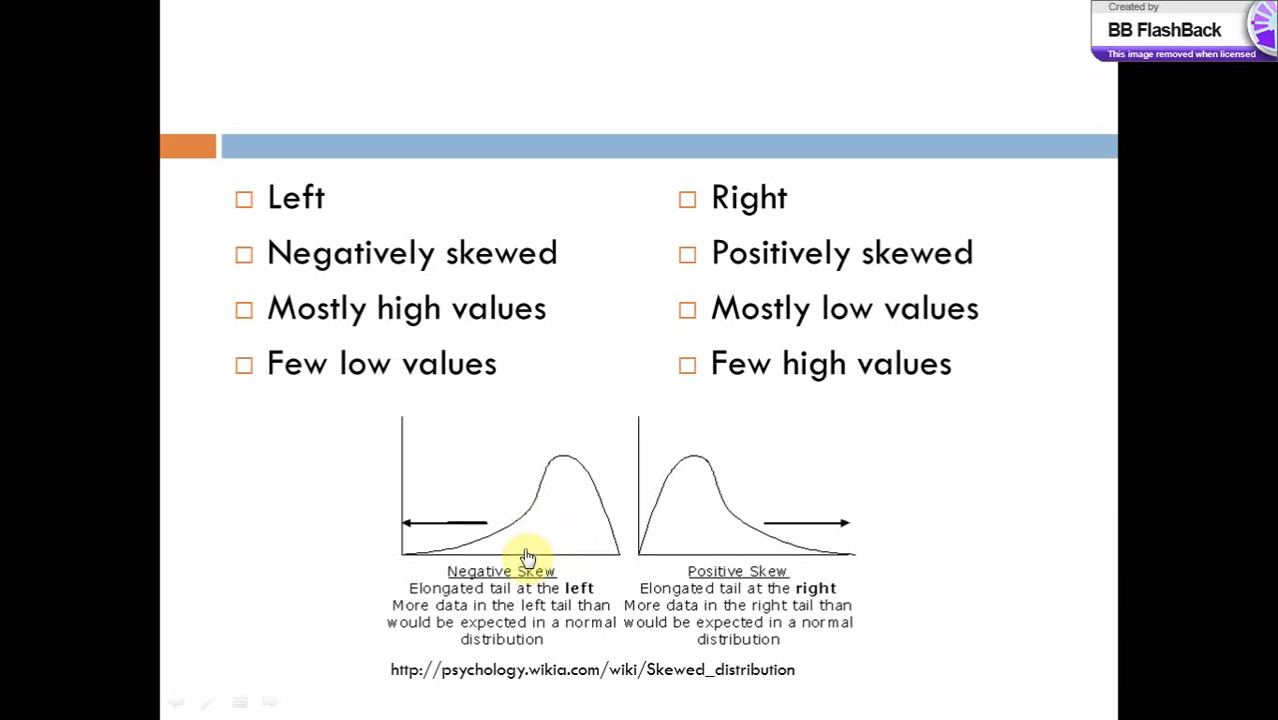 Created by
BB FlashBack
This image removed when licensed
Left
Negatively skewed
Mostly high values
Few low values
Right
Positively skewed
Mostly low values
Few high values
Negative Skew
Elongated tail at the left
More data in the left tail than
would be expected in a normal
distribution
Positive Skew
Elongated tail at the right
More data in the right tail than
would be expected in a normal
distribution
http://psychology.wikia.com/wiki/Skewed_distribution